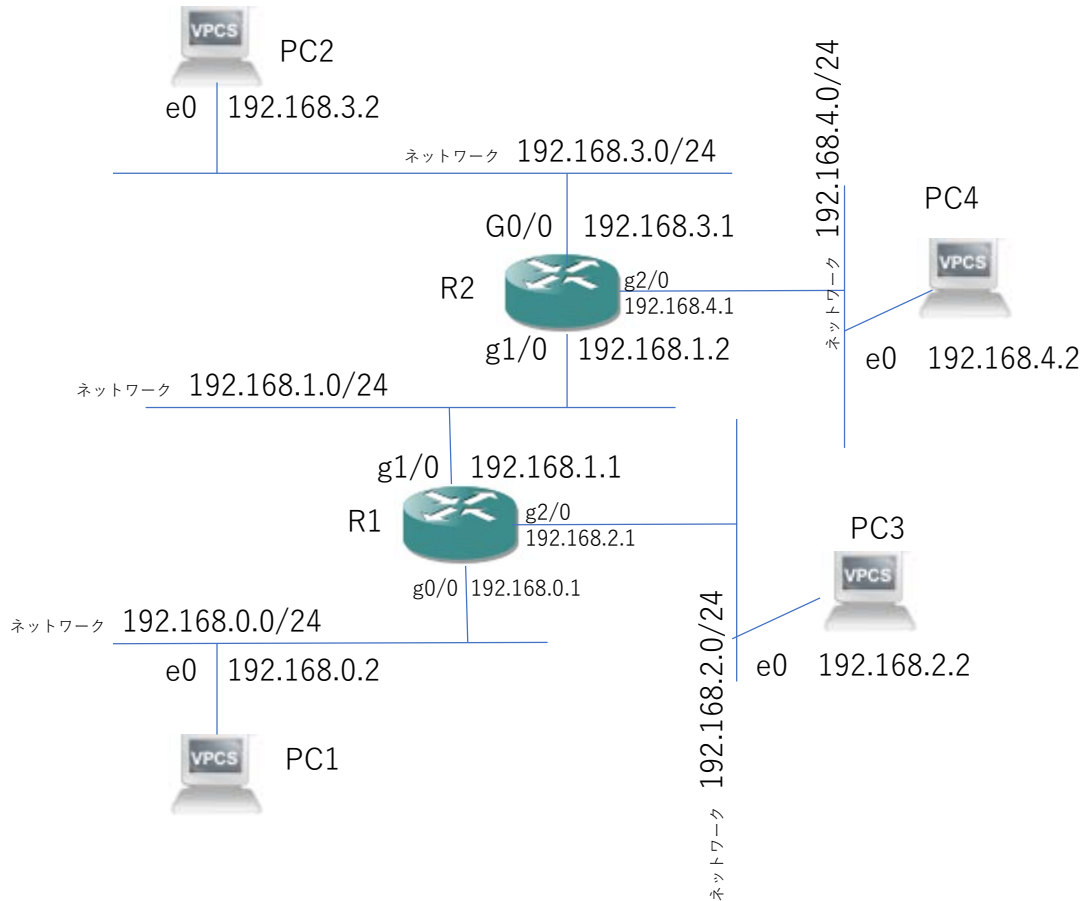 VPCS
PC2
e0 192.168.3.2
ネットワーク 192.168.3.0/24
ネットワーク 192.168.4.0/24
PC4
VPCS
e0 192.168.4.2
G0/0 192.168.3.1
R2
g2/0
192.168.4.1
g1/0 192.168.1.2
ネットワーク 192.168.1.0/24
g1/0 192.168.1.1
R1
g2/0
192.168.2.1
g0/0 192.168.0.1
PC3
VPCS
e0 192.168.2.2
ネットワーク 192.168.2.0/24
ネットワーク 192.168.0.0/24
e0 192.168.0.2
VPCS
PC1